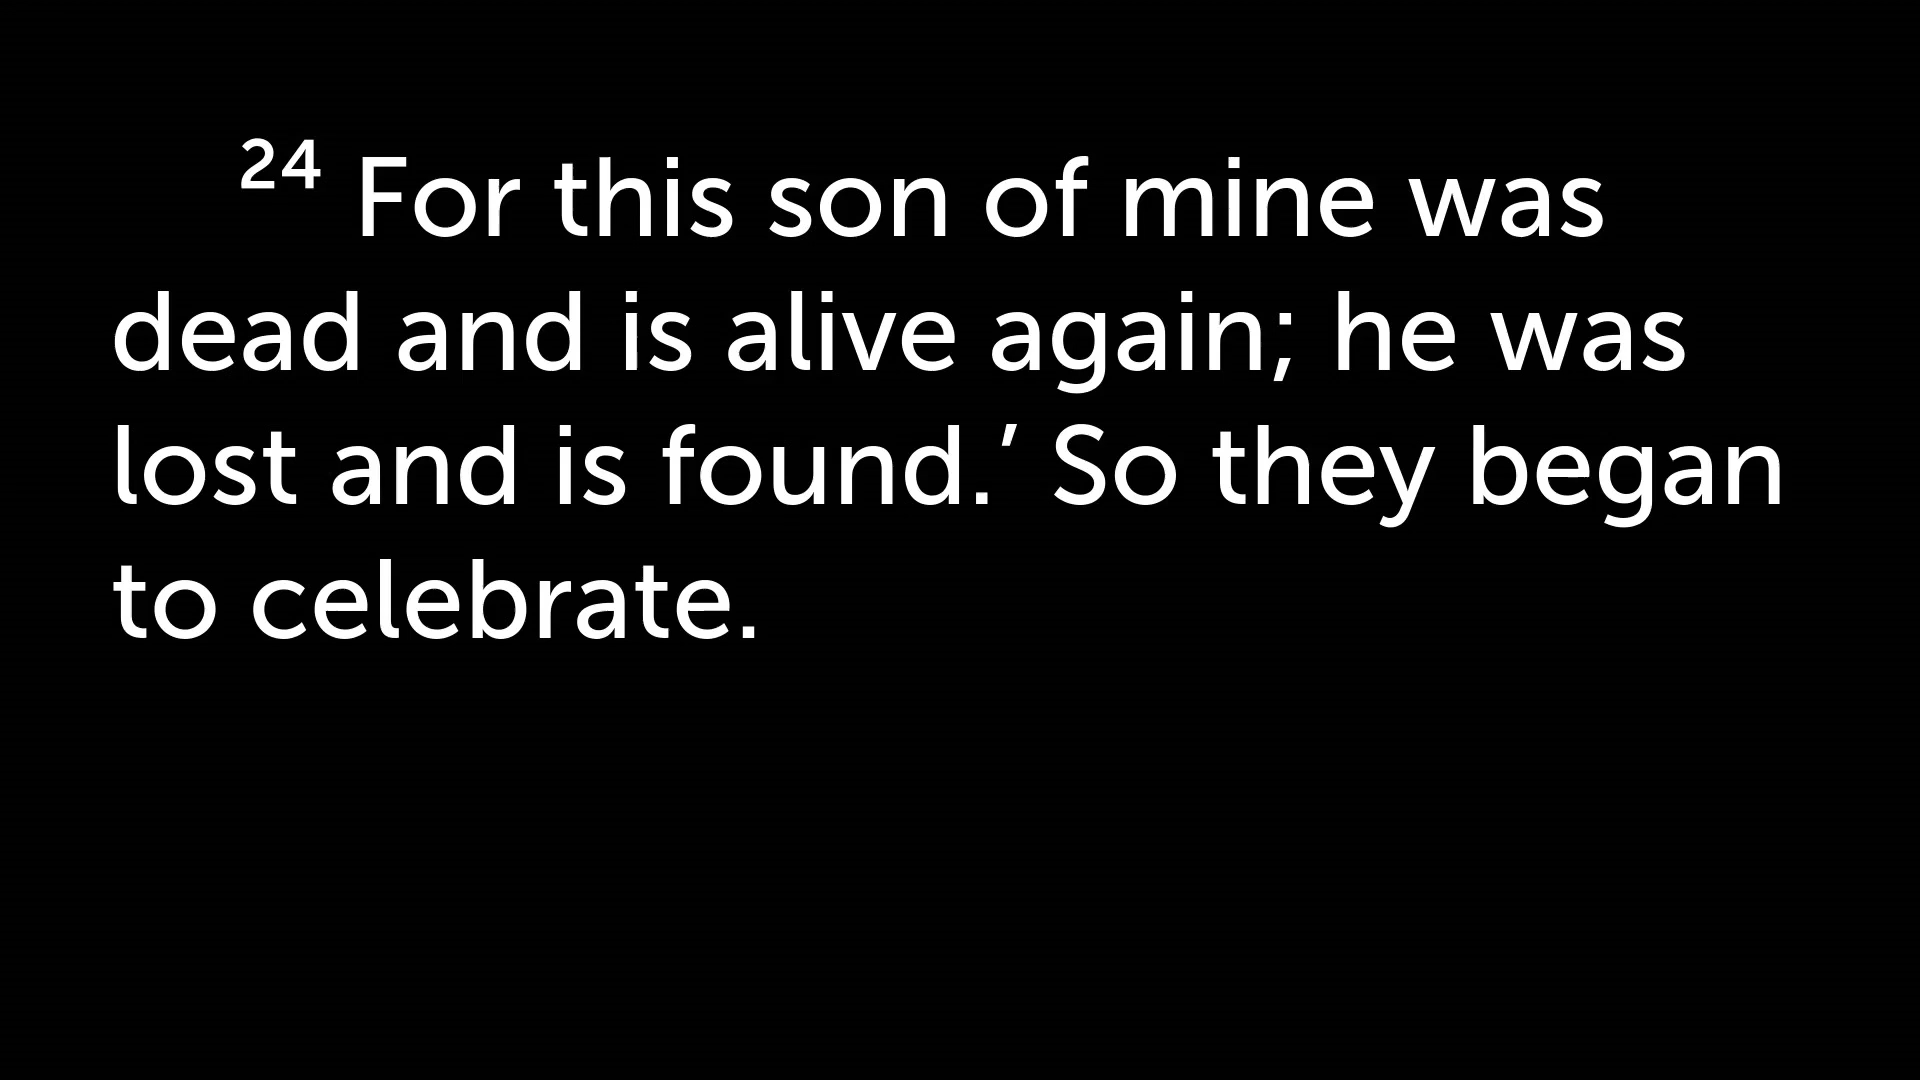 ²⁴ For this son of mine was
dead and is alive again; he was
lost and is found.’ So they began
to celebrate.